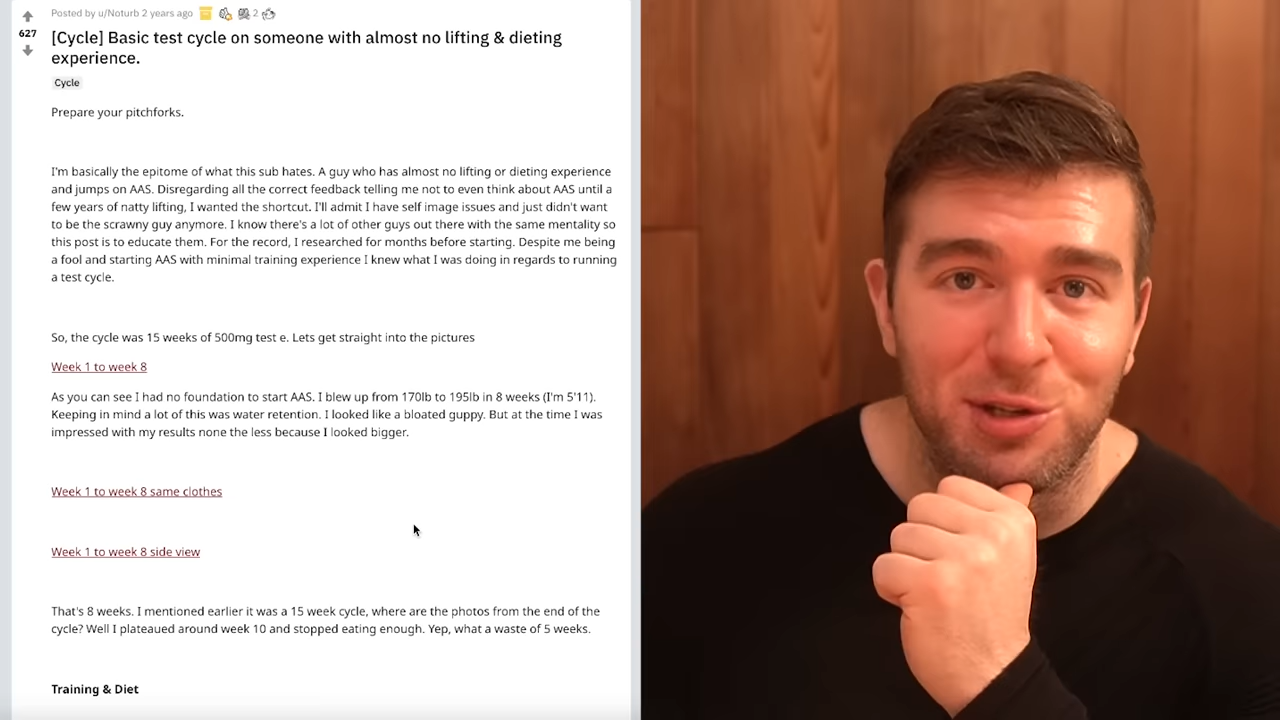 Posted by u/Noturb 2 years ago
2
627
[Cycle] Basic test cycle on someone with almost no lifting & dieting
experience.
Cycle
Prepare your pitchforks.
I'm basically the epitome of what this sub hates. A guy who has almost no lifting or dieting experience
and jumps on AAS. Disregarding all the correct feedback telling me not to even think about AAS until a
few years of natty lifting, I wanted the shortcut. I'll admit I have self image issues and just didn't want
to be the scrawny guy anymore. I know there's a lot of other guys out there with the same mentality so
this post is to educate them. For the record, I researched for months before starting. Despite me being
a fool and starting AAS with minimal training experience I knew what I was doing in regards to running
a test cycle.
So, the cycle was 15 weeks of 500mg test e. Lets get straight into the pictures
Week 1 to week 8
As you can see I had no foundation to start AAS. I blew up from 170lb to 195lb in 8 weeks (I'm 5'11).
Keeping in mind a lot of this was water retention. I looked like a bloated guppy. But at the time I was
impressed with my results none the less because I looked bigger.
Week 1 to week 8 same clothes
Week 1 to week 8 side view
That's 8 weeks. I mentioned earlier it was a 15 week cycle, where are the photos from the end of the
cycle? Well I plateaued around week 10 and stopped eating enough. Yep, what a waste of 5 weeks.
Training & Diet